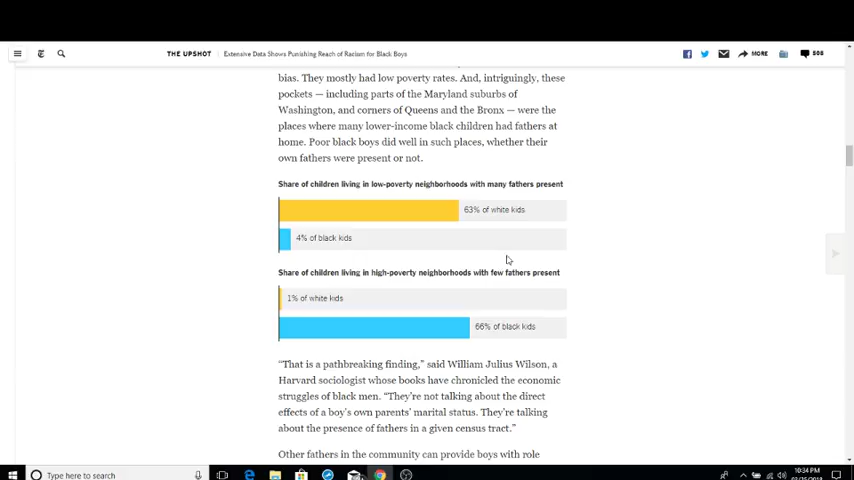 THE UPSHOT | Extensive Data Shows Punishing Reach of Racism for Black Boys
MORE
505
bias. They mostly had low poverty rates. And, intriguingly, these
pockets — including parts of the Maryland suburbs of
Washington, and corners of Queens and the Bronx — were the
places where many lower-income black children had fathers at
home. Poor black boys did well in such places, whether their
own fathers were present or not.
Share of children living in low-poverty neighborhoods with many fathers present
63% of white kids
4% of black kids
Share of children living in high-poverty neighborhoods with few fathers present
1% of white kids
66% of black kids
“That is a pathbreaking finding,” said William Julius Wilson, a
Harvard sociologist whose books have chronicled the economic
struggles of black men. “They’re not talking about the direct
effects of a boy’s own parents’ marital status. They’re talking
about the presence of fathers in a given census tract.”
Other fathers in the community can provide boys with role
Type here to search
10:34 PM